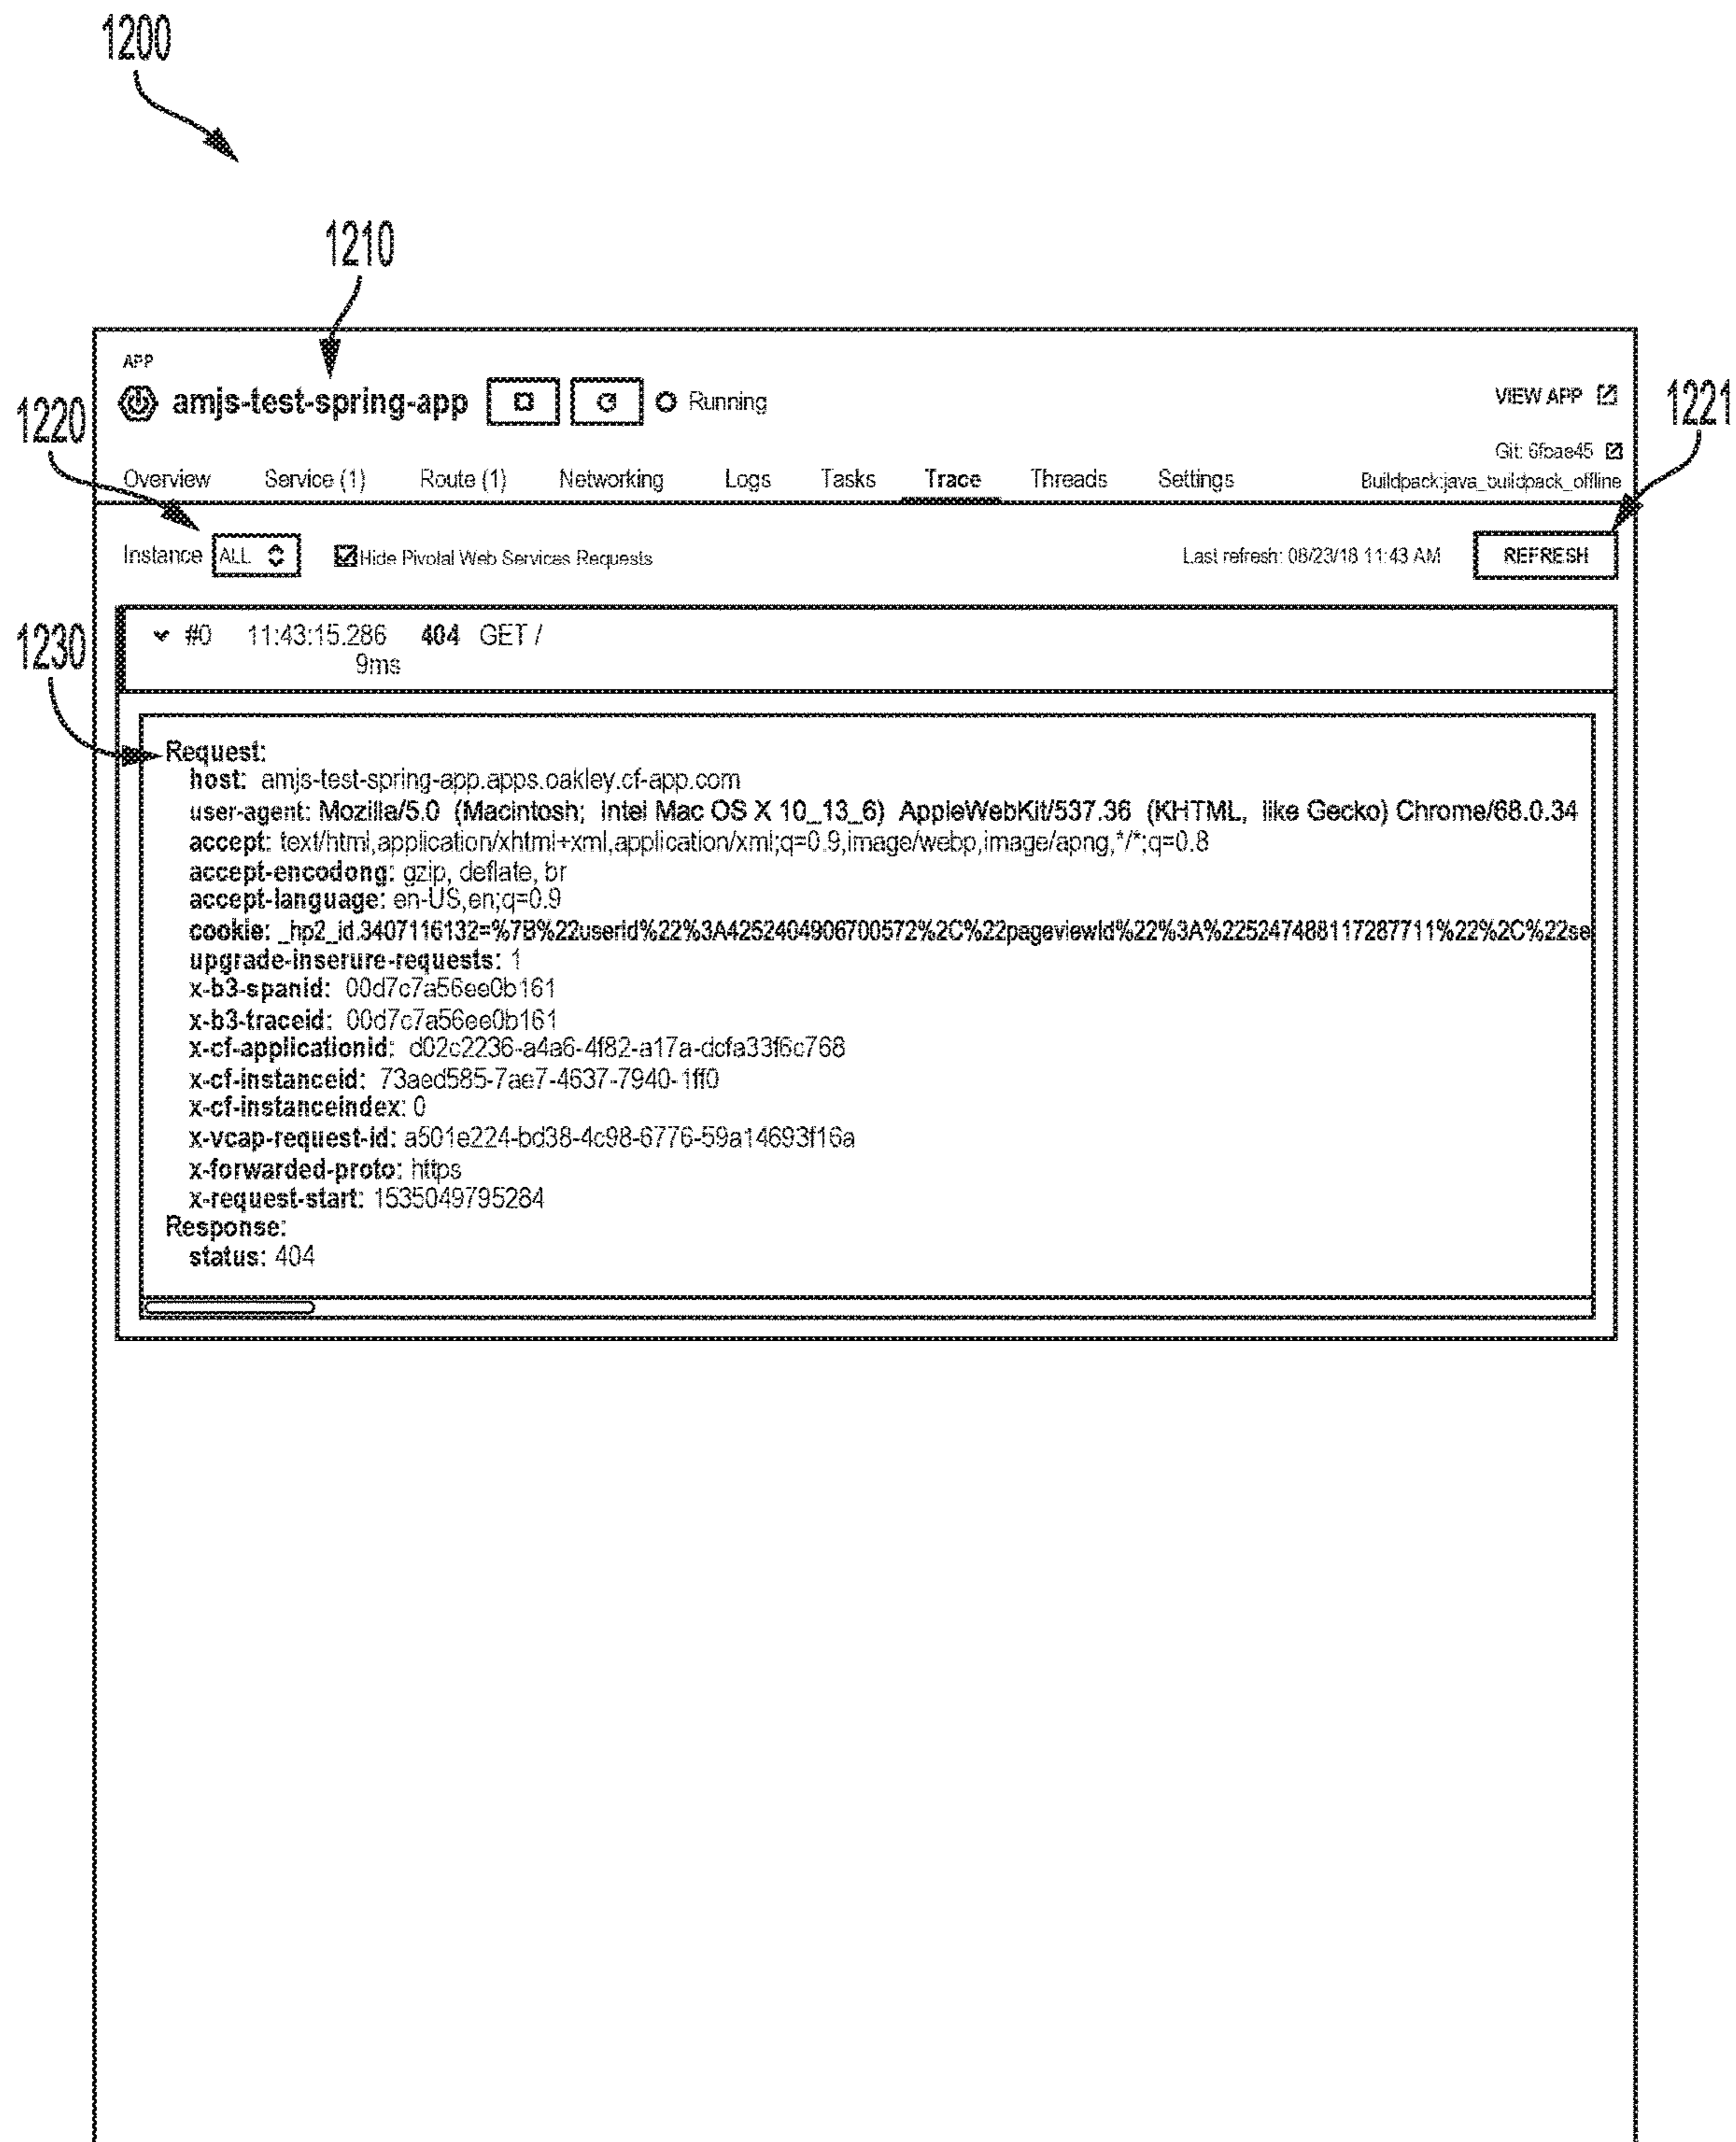 1200
1210
APP
amjs-test-spring-app Running VIEW APP
1220 1221
Git: 6fbae45
Overview Service (1) Route (1) Networking Logs Tasks Trace Threads Settings Buildpack:java_buildpack_offline
Instance ALL Hide Pivotal Web Services Requests Last refresh: 08/23/18 11:43 AM REFRESH
1230
#0 11:43:15.286 404 GET /
9ms
Request:
host: amjs-test-spring-app.apps.oakley.cf-app.com
user-agent: Mozilla/5.0 (Macintosh; Intel Mac OS X 10_13_6) AppleWebKit/537.36 (KHTML, like Gecko) Chrome/68.0.34
accept: text/html,application/xhtml+xml,application/xml;q=0.9,image/webp,image/apng,*/*;q=0.8
accept-encodong: gzip, deflate, br
accept-language: en-US,en;q=0.9
cookie: _hp2_id.3407116132=%7B%22userId%22%3A4252404906700572%2C%22pageviewId%22%3A%225247488117287711%22%2C%22se
upgrade-inserure-requests: 1
x-b3-spanid: 00d7c7a56ee0b161
x-b3-traceid: 00d7c7a56ee0b161
x-cf-applicationid: d02c2236-a4a6-4f82-a17a-dcfa33f6c768
x-cf-instanceid: 73aed585-7ae7-4637-7940-1ff0
x-cf-instanceindex: 0
x-vcap-request-id: a501e224-bd38-4c98-6776-59a14693f16a
x-forwarded-proto: https
x-request-start: 1535049795284
Response:
status: 404